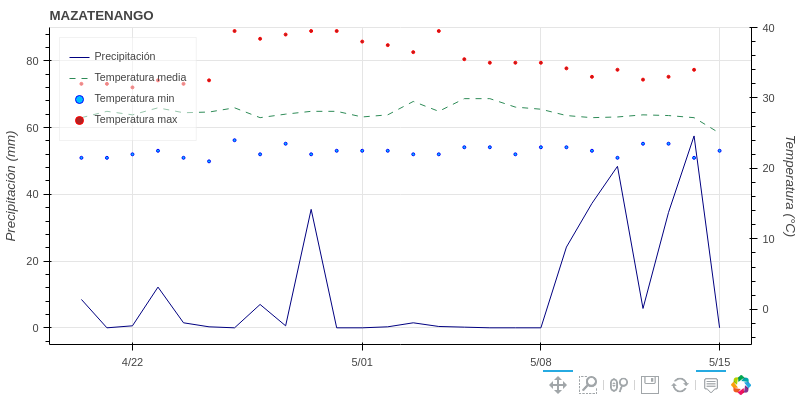 MAZATENANGO
Precipitación
Temperatura media
Temperatura min
Temperatura max
Precipitación (mm)
80
60
40
20
0
Temperatura (°C)
40
30
20
10
0
4/22
5/01
5/08
5/15